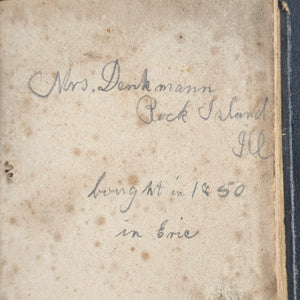 Mrs. Denkmann
Rock Island
Ill
bought in 1850
in Erie